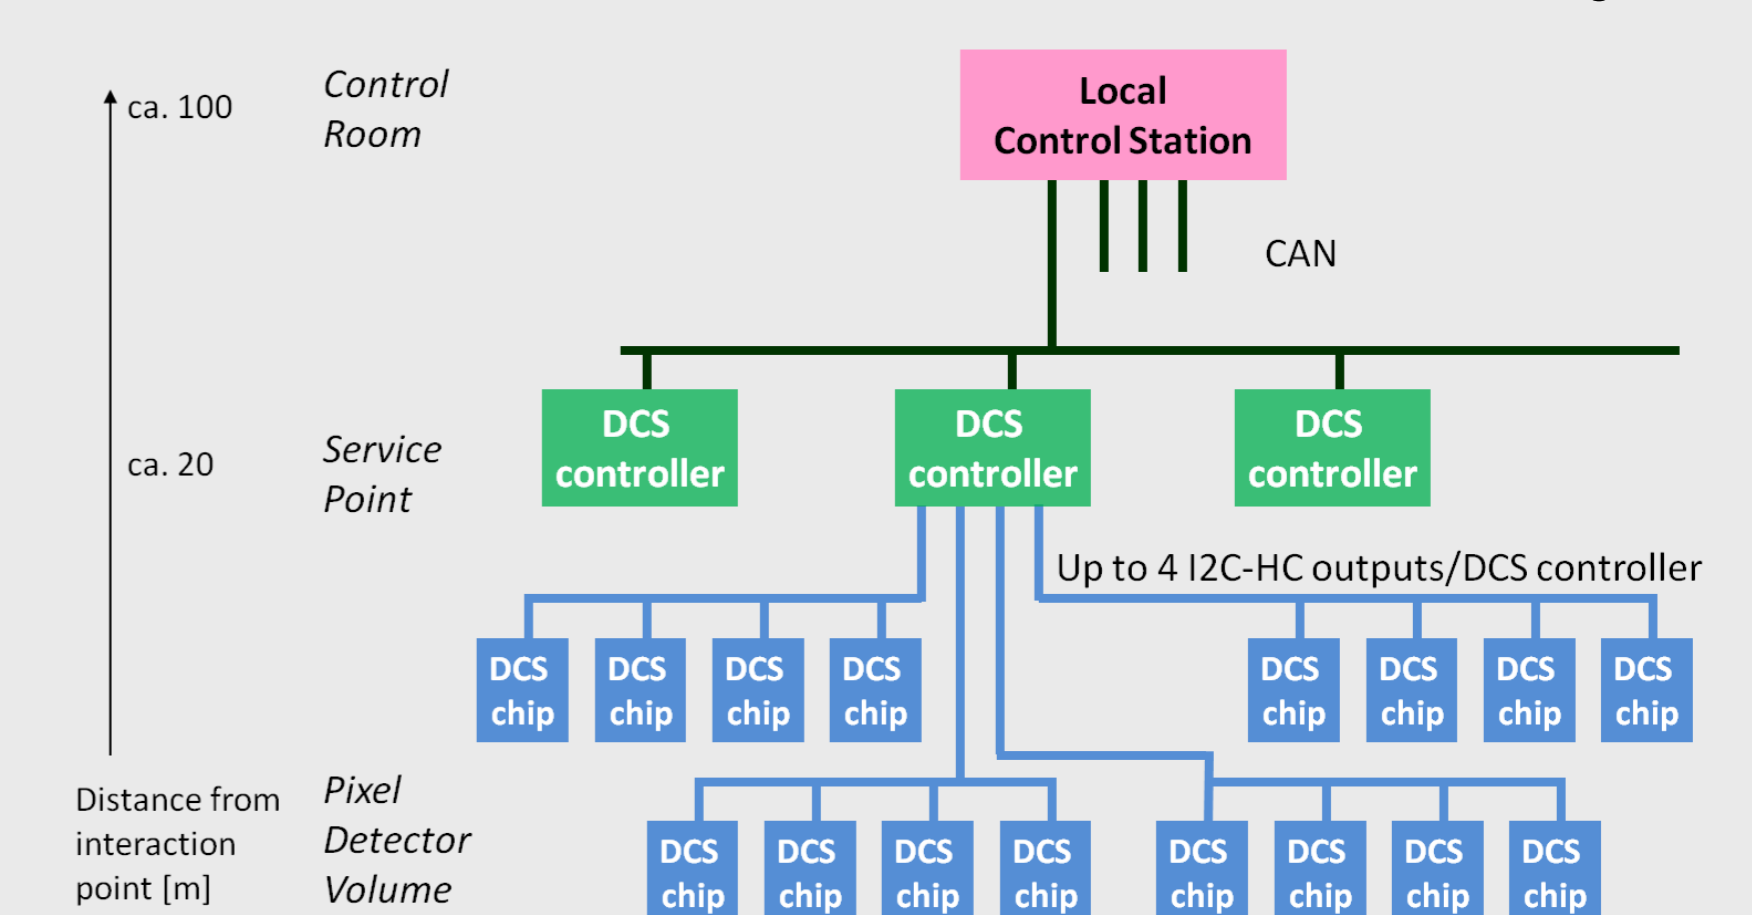 Control
Room
ca. 100
Local
Control Station
CAN
DCS
controller
DCS
controller
DCS
controller
Service
Point
ca. 20
Up to 4 I2C-HC outputs/DCS controller
DCS
chip
DCS
chip
DCS
chip
DCS
chip
DCS
chip
DCS
chip
DCS
chip
DCS
chip
Distance from
interaction
point [m]
Pixel
Detector
Volume
DCS
chip
DCS
chip
DCS
chip
DCS
chip
DCS
chip
DCS
chip
DCS
chip
DCS
chip